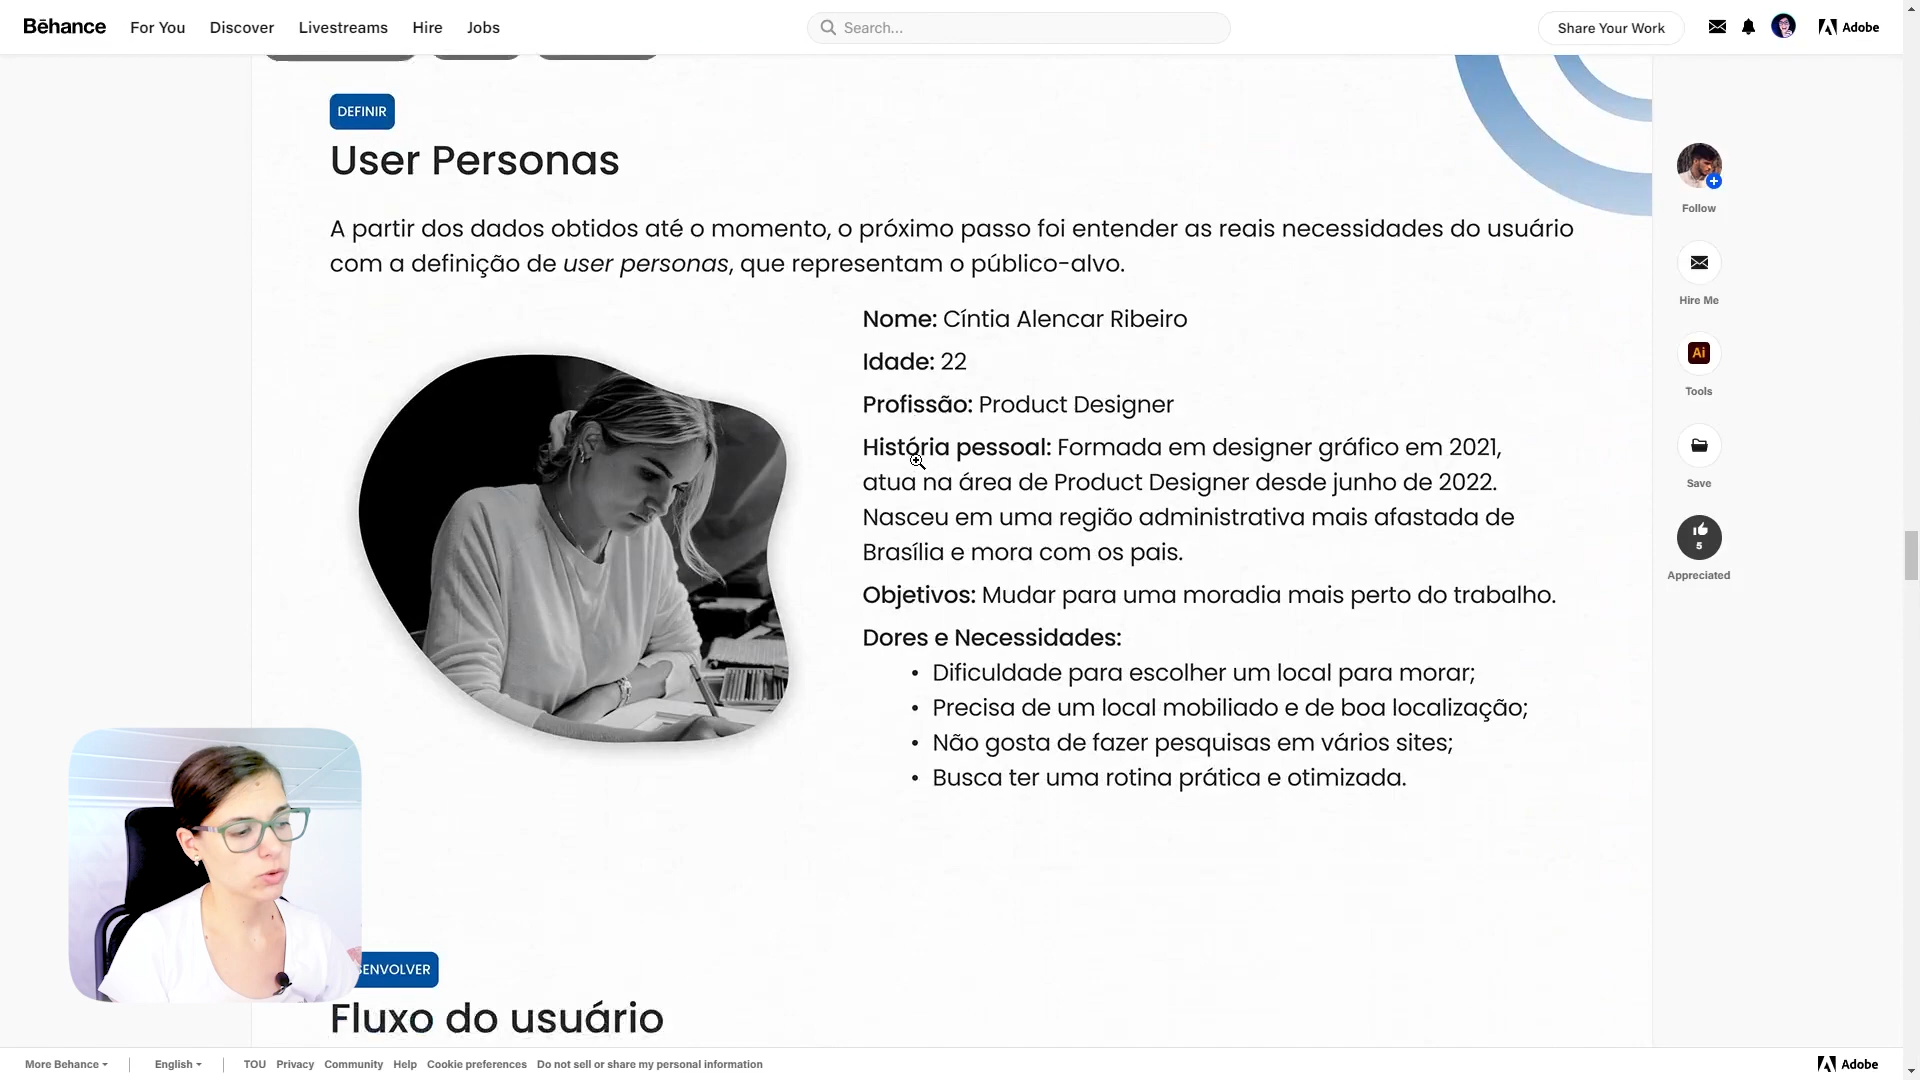 Bēhance
For You
Discover
Livestreams
Hire
Jobs
Search...
Share Your Work
Adobe
DEFINIR
User Personas
A partir dos dados obtidos até o momento, o próximo passo foi entender as reais necessidades do usuário
com a definição de user personas, que representam o público-alvo.
Nome: Cíntia Alencar Ribeiro
Idade: 22
Profissão: Product Designer
História pessoal: Formada em designer gráfico em 2021,
atua na área de Product Designer desde junho de 2022.
Nasceu em uma região administrativa mais afastada de
Brasília e mora com os pais.
Objetivos: Mudar para uma moradia mais perto do trabalho.
Dores e Necessidades:
• Dificuldade para escolher um local para morar;
• Precisa de um local mobiliado e de boa localização;
• Não gosta de fazer pesquisas em vários sites;
• Busca ter uma rotina prática e otimizada.
Follow
Hire Me
Ai
Tools
Save
5
Appreciated
SENVOLVER
Fluxo do usuário
More Behance
English
TOU
Privacy
Community
Help
Cookie preferences
Do not sell or share my personal information
Adobe